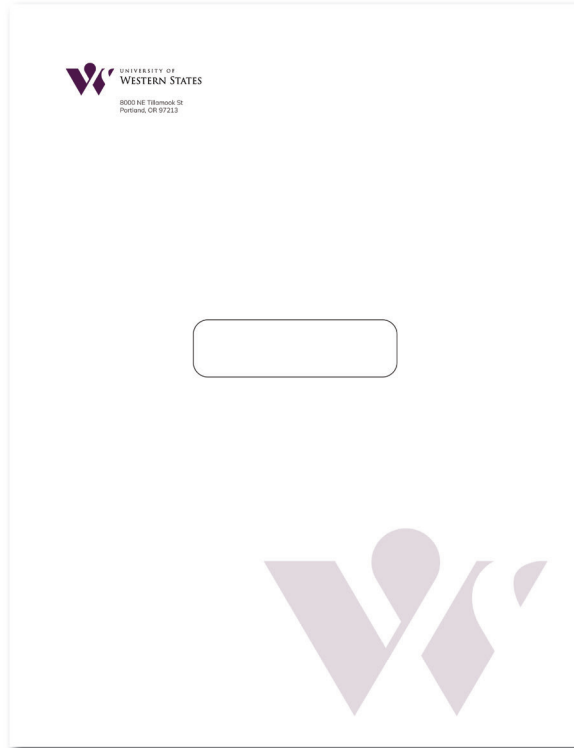 UNIVERSITY OF
WESTERN STATES
8000 NE Tillamook St
Portland, OR 97213